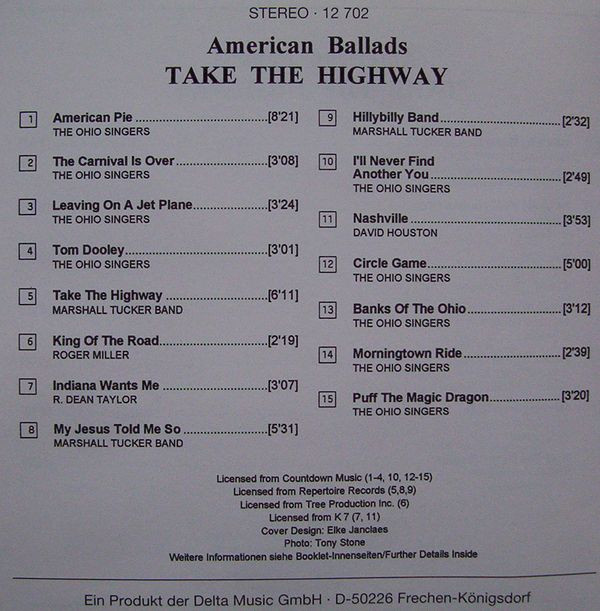 STEREO · 12 702
American Ballads
TAKE THE HIGHWAY
1 American Pie [8'21]
THE OHIO SINGERS
2 The Carnival Is Over [3'08]
THE OHIO SINGERS
3 Leaving On A Jet Plane [3'24]
THE OHIO SINGERS
4 Tom Dooley [3'01]
THE OHIO SINGERS
5 Take The Highway [6'11]
MARSHALL TUCKER BAND
6 King Of The Road [2'19]
ROGER MILLER
7 Indiana Wants Me [3'07]
R. DEAN TAYLOR
8 My Jesus Told Me So [5'31]
MARSHALL TUCKER BAND
9 Hillybilly Band [2'32]
MARSHALL TUCKER BAND
10 I'll Never Find
Another You [2'49]
THE OHIO SINGERS
11 Nashville [3'53]
DAVID HOUSTON
12 Circle Game [5'00]
THE OHIO SINGERS
13 Banks Of The Ohio [3'12]
THE OHIO SINGERS
14 Morningtown Ride [2'39]
THE OHIO SINGERS
15 Puff The Magic Dragon [3'20]
THE OHIO SINGERS
Licensed from Countdown Music (1-4, 10, 12-15)
Licensed from Repertoire Records (5,8,9)
Licensed from Tree Production Inc. (6)
Licensed from K 7 (7, 11)
Cover Design: Elke Janclaes
Photo: Tony Stone
Weitere Informationen siehe Booklet-Innenseiten/Further Details Inside
Ein Produkt der Delta Music GmbH · D-50226 Frechen-Königsdorf